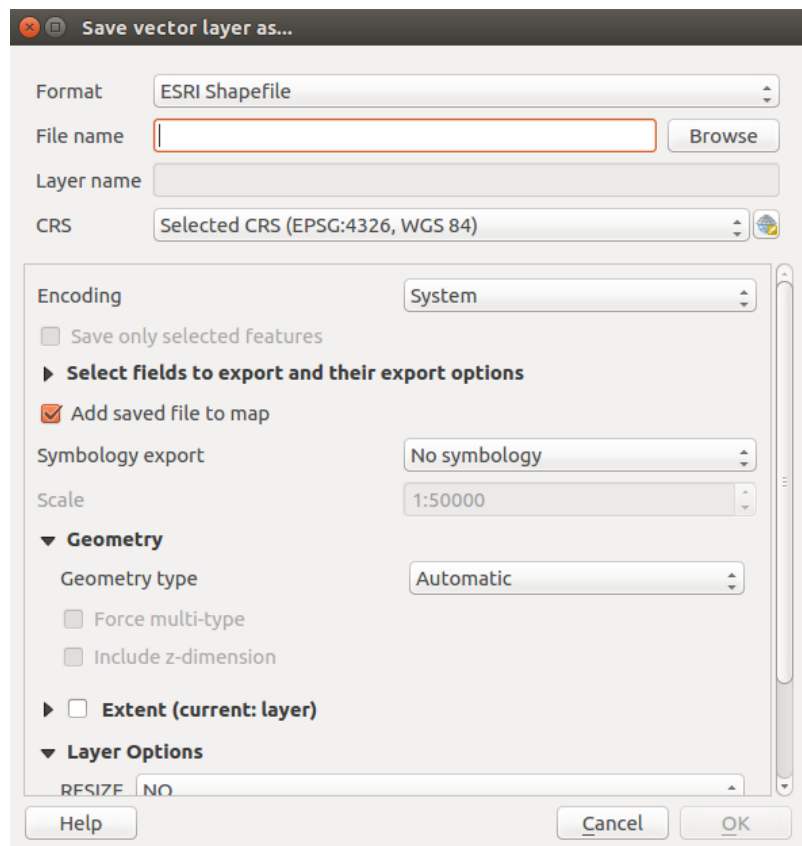 Save vector layer as...
Format ESRI Shapefile
File name Browse
Layer name
CRS Selected CRS (EPSG:4326, WGS 84)
Encoding System
Save only selected features
Select fields to export and their export options
Add saved file to map
Symbology export No symbology
Scale 1:50000
Geometry
Geometry type Automatic
Force multi-type
Include z-dimension
Extent (current: layer)
Layer Options
RESIZE NO
Help Cancel OK